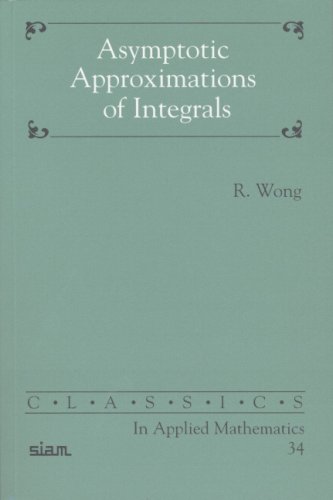 Asymptotic
Approximations
of Integrals
R. Wong
C•L•A•S•S•I•C•S
In Applied Mathematics
siam
34